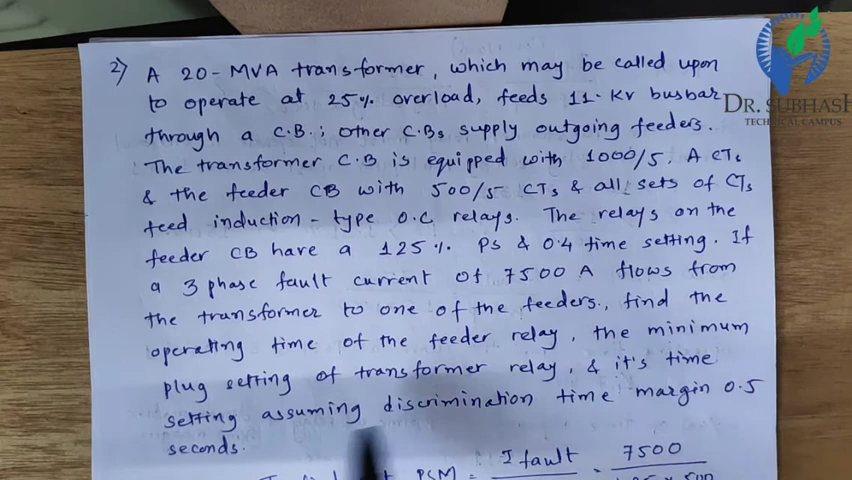 2) A 20-MVA transformer, which may be called upon
to operate at 25% overload, feeds 11-KV busbar
through a C.B.; other C.Bs supply outgoing feeders.
The transformer C.B is equipped with 1000/5. A CTs
& the feeder CB with 500/5 CTs & all sets of CTs
feed induction-type O.C relays. The relays on the
feeder CB have a 125% PS & 0.4 time setting. If
a 3 phase fault current of 7500 A flows from
the transformer to one of the feeders., find the
operating time of the feeder relay, the minimum
plug setting of transformer relay, & it's time
setting assuming discrimination time margin 0.5
seconds.
PSM = I fault 7500
DR. SUBHASH
TECHNICAL CAMPUS